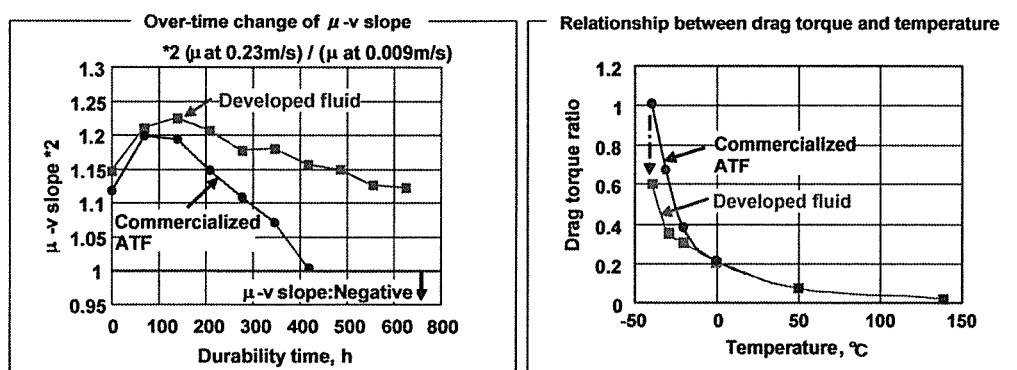 Over-time change of μ-v slope
*2 (μ at 0.23m/s) / (μ at 0.009m/s)
1.3
1.25
1.2
1.15
1.1
1.05
1
0.95
μ-v slope *2
Developed fluid
Commercialized
ATF
μ-v slope:Negative
0 100 200 300 400 500 600 700 800
Durability time, h
Relationship between drag torque and temperature
1.2
1
0.8
0.6
0.4
0.2
0
Drag torque ratio
Commercialized
ATF
Developed fluid
-50 0 50 100 150
Temperature, ℃